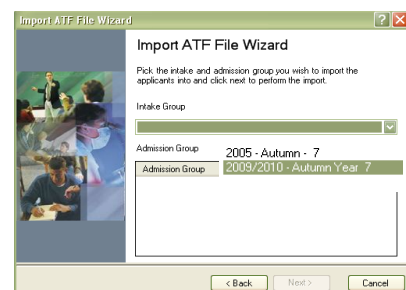 Import ATF File Wizard
Import ATF File Wizard
Pick the intake and admission group you wish to import the
applicants into and click next to perform the import.
Intake Group
Admission Group
2005 - Autumn - 7
Admission Group
2009/2010 - Autumn Year 7
< Back
Next >
Cancel